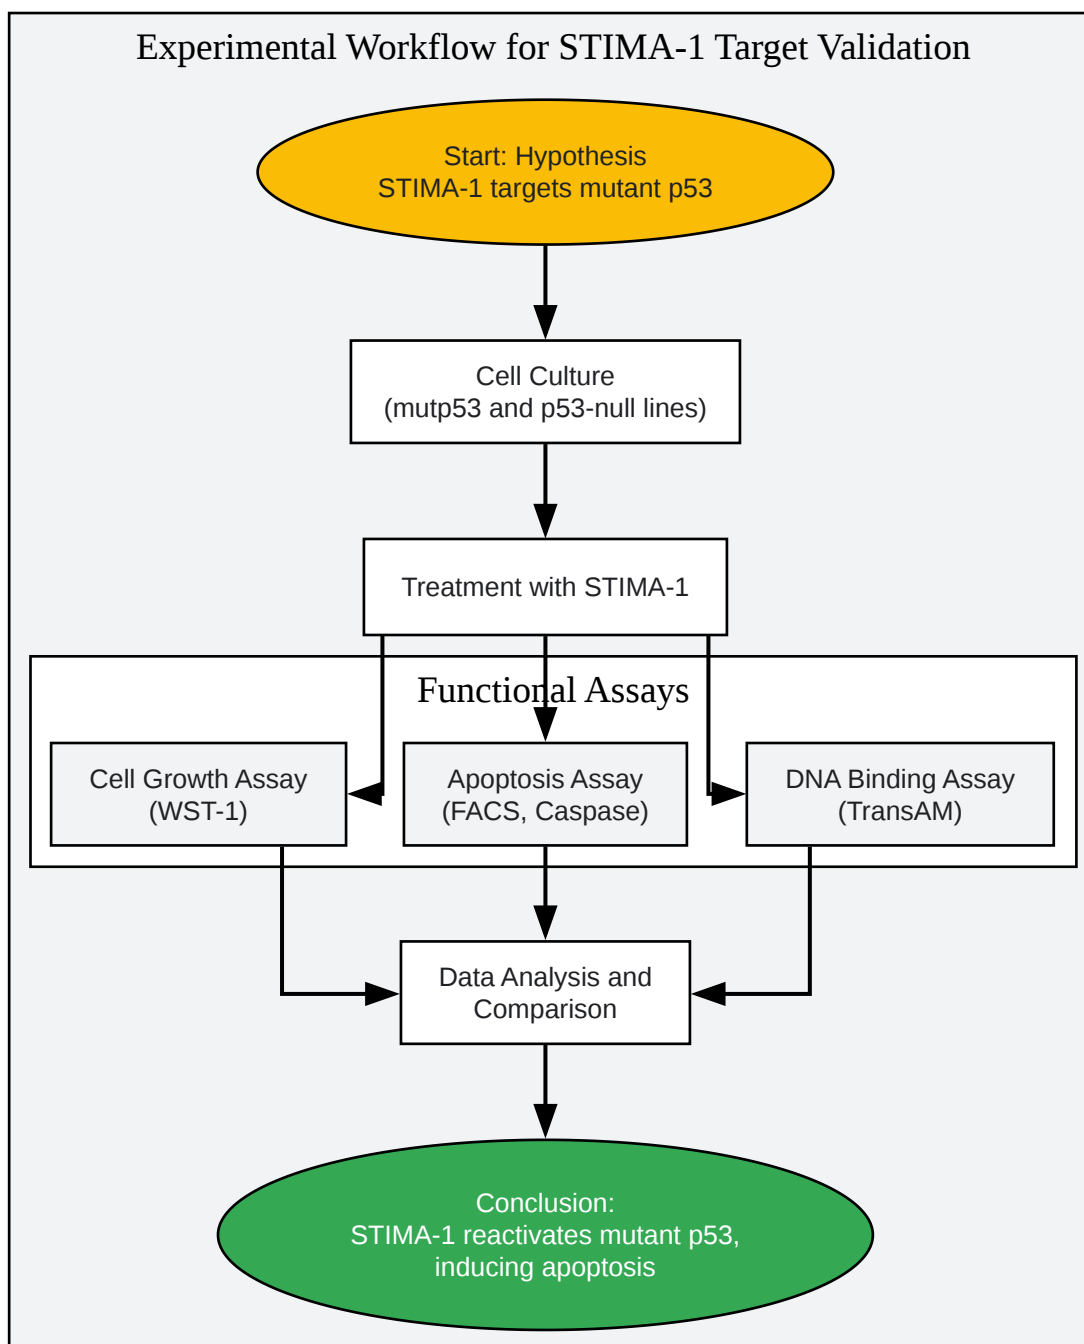 Experimental Workflow for STIMA-1 Target Validation
Start: Hypothesis
STIMA-1 targets mutant p53
Cell Culture
(mutp53 and p53-null lines)
Treatment with STIMA-1
Functional Assays
Cell Growth Assay
(WST-1)
Apoptosis Assay
(FACS, Caspase)
DNA Binding Assay
(TransAM)
Data Analysis and
Comparison
Conclusion:
STIMA-1 reactivates mutant p53,
inducing apoptosis